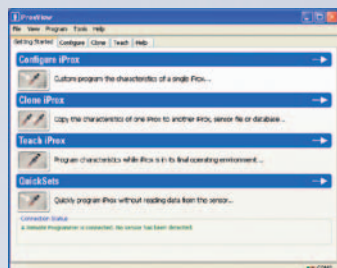 ProxView
File View Program Tools Help
Getting Started Configure Clone Teach Help
Configure iProx
Custom program the characteristics of a single iProx...
Clone iProx
Copy the characteristics of one iProx to another iProx, sensor file or database...
Teach iProx
Program characteristics while iProx is in its final operating environment...
QuickSets
Quickly program iProx without reading data from the sensor...
Connection Status
A Remote Programmer is connected. No sensor has been detected.